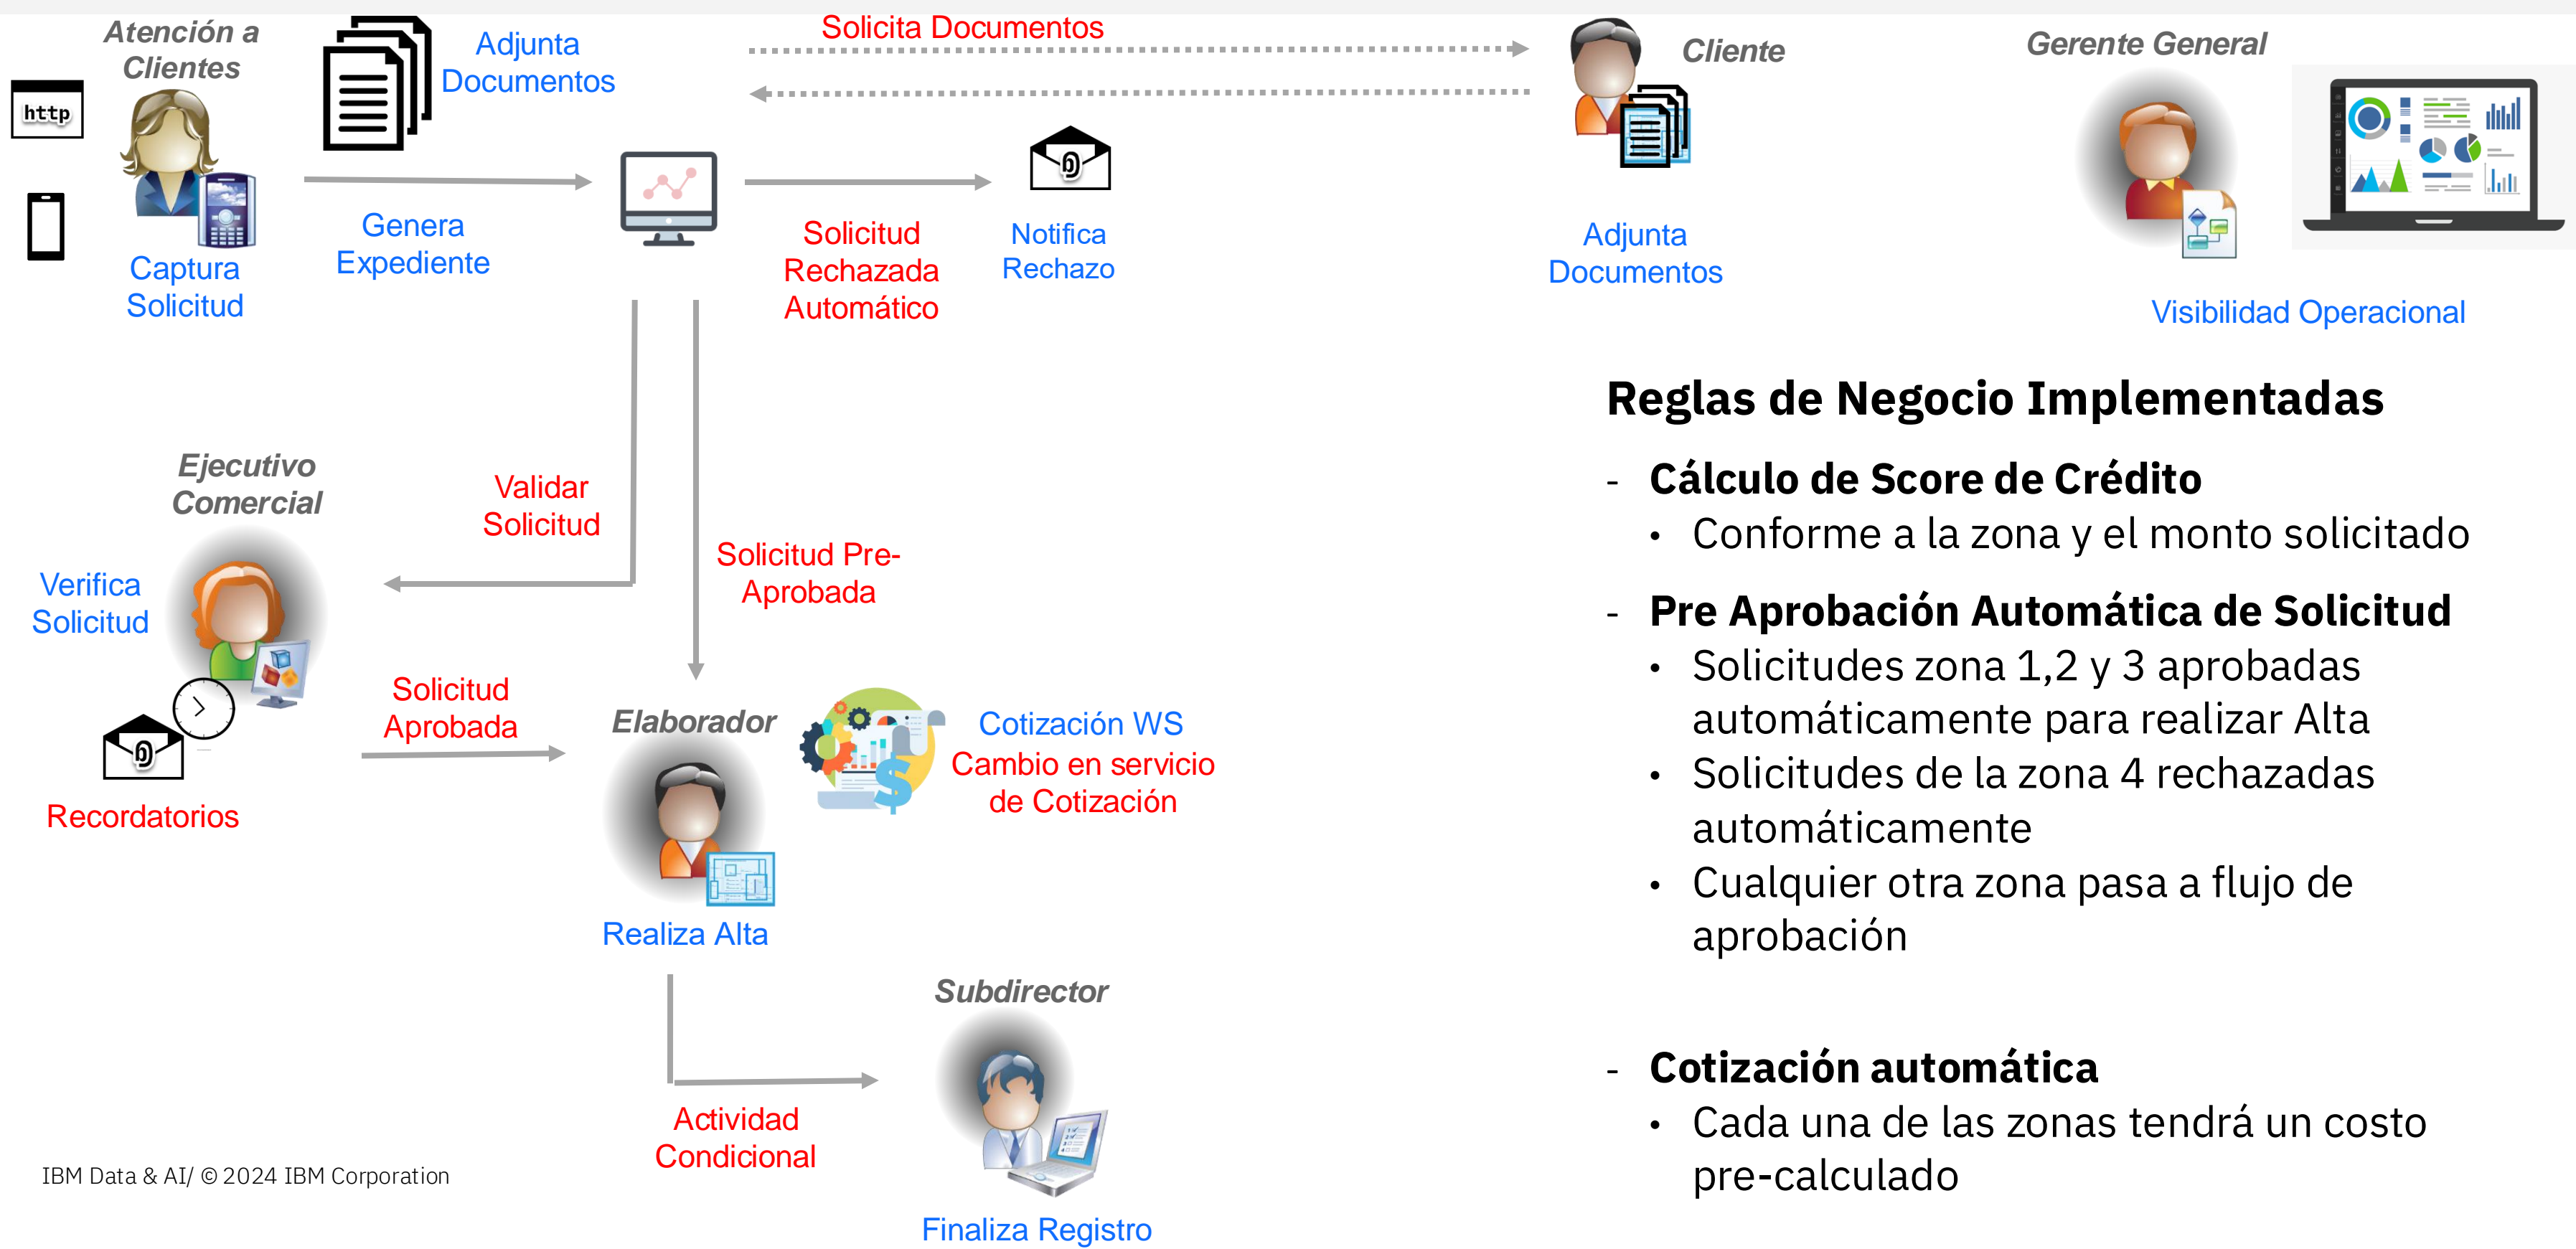 Atención a
Clientes
http
Captura
Solicitud
Adjunta
Documentos
Genera
Expediente
Solicita Documentos
Solicitud
Rechazada
Automático
Notifica
Rechazo
Cliente
Adjunta
Documentos
Gerente General
Visibilidad Operacional
Ejecutivo
Comercial
Verifica
Solicitud
Recordatorios
Validar
Solicitud
Solicitud Pre-
Aprobada
Solicitud
Aprobada
Elaborador
Realiza Alta
Cotización WS
Cambio en servicio
de Cotización
Actividad
Condicional
Subdirector
Finaliza Registro
Reglas de Negocio Implementadas
- Cálculo de Score de Crédito
• Conforme a la zona y el monto solicitado
- Pre Aprobación Automática de Solicitud
• Solicitudes zona 1,2 y 3 aprobadas
automáticamente para realizar Alta
• Solicitudes de la zona 4 rechazadas
automáticamente
• Cualquier otra zona pasa a flujo de
aprobación
- Cotización automática
• Cada una de las zonas tendrá un costo
pre-calculado
IBM Data & AI/ © 2024 IBM Corporation